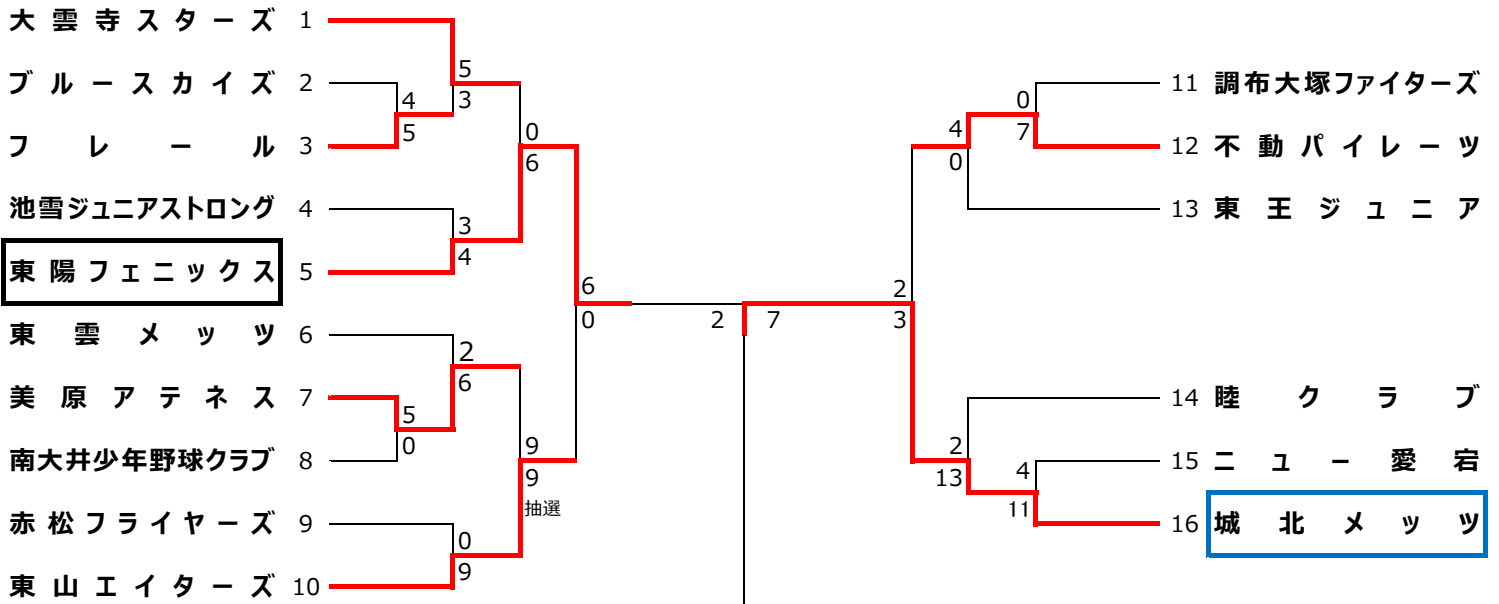 大雲寺スターズ 1
ブルースカイズ 2
フレール 3
池雪ジュニアストロング 4
東陽フェニックス 5
東雲メッツ 6
美原アテネス 7
南大井少年野球クラブ 8
赤松フライヤーズ 9
東山エイターズ 10
4
5
5
3
3
4
0
6
5
0
2
6
0
9
9
9
抽選
6
0
2 7
2
3
4
0
0
7
2
13
4
11
11 調布大塚ファイターズ
12 不動パイレーツ
13 東王ジュニア
14 睦クラブ
15 ニュー愛宕
16 城北メッツ